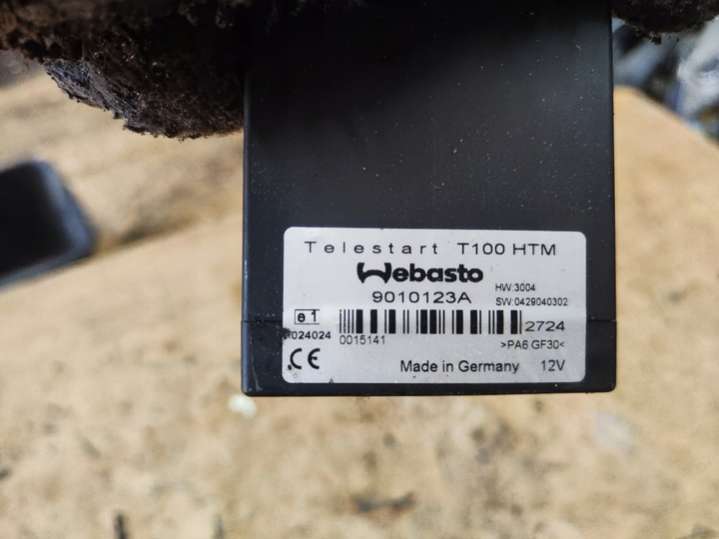 Telestart T100 HTM
Webasto
9010123A
HW:3004
SW:0429040302
e1
024024
0015141
2724
>PA6 GF30<
CE
Made in Germany 12V